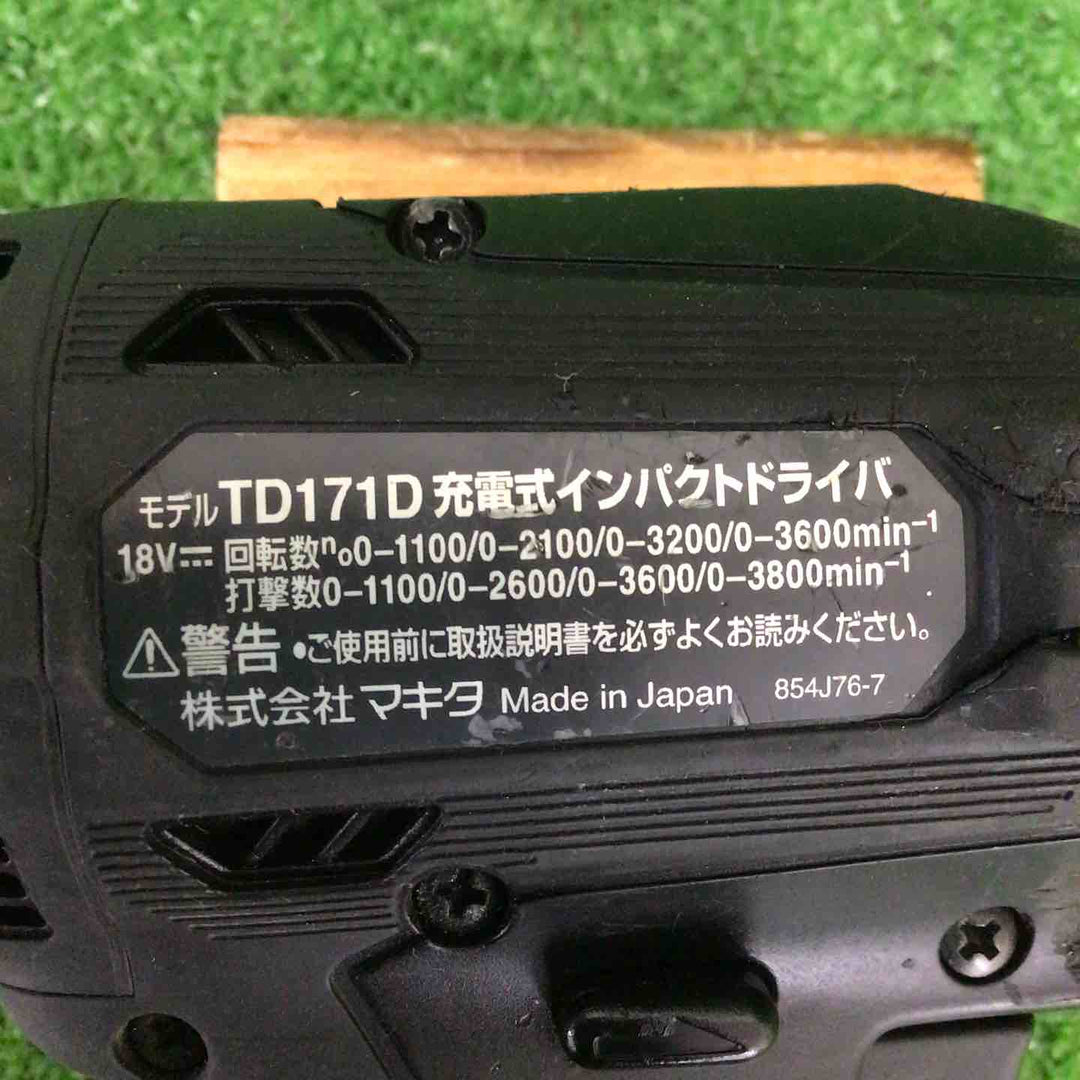 モデルTD171D 充電式インパクトドライバ
18V⎓ 回転数n₀0-1100/0-2100/0-3200/0-3600min⁻¹
打撃数0-1100/0-2600/0-3600/0-3800min⁻¹
⚠警告 •ご使用前に取扱説明書を必ずよくお読みください。
株式会社マキタ Made in Japan 854J76-7